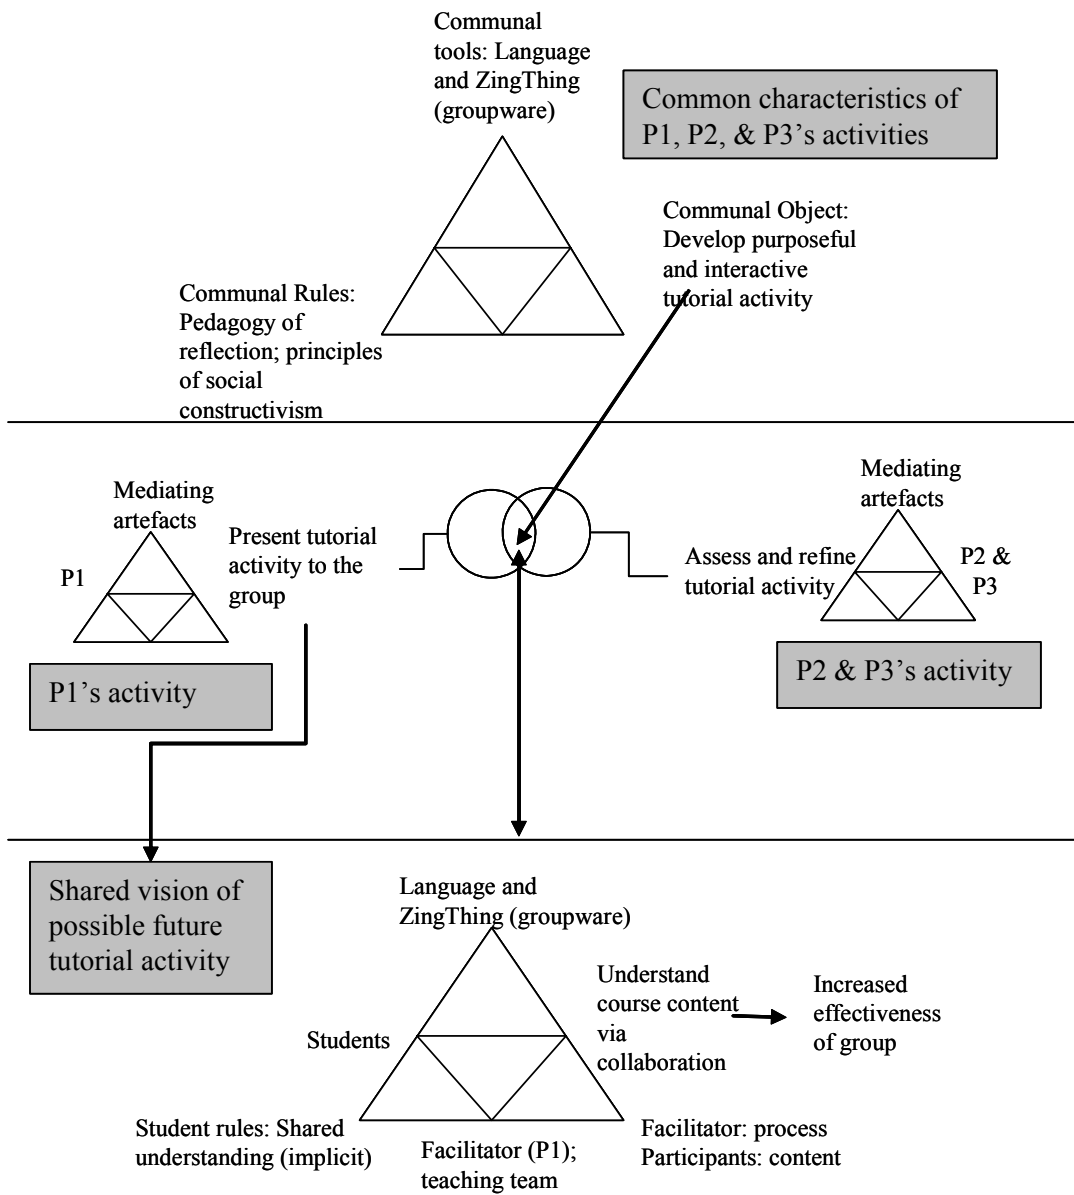 Communal
tools: Language
and ZingThing
(groupware)
Common characteristics of
P1, P2, & P3’s activities
Communal Object:
Develop purposeful
and interactive
tutorial activity
Communal Rules:
Pedagogy of
reflection; principles
of social
constructivism
Mediating
artefacts
P1
Present tutorial
activity to the
group
P1’s activity
Mediating
artefacts
Assess and refine
tutorial activity
P2 &
P3
P2 & P3’s activity
Shared vision of
possible future
tutorial activity
Language and
ZingThing (groupware)
Students
Understand
course content
via
collaboration
Increased
effectiveness
of group
Student rules: Shared
understanding (implicit)
Facilitator (P1);
teaching team
Facilitator: process
Participants: content